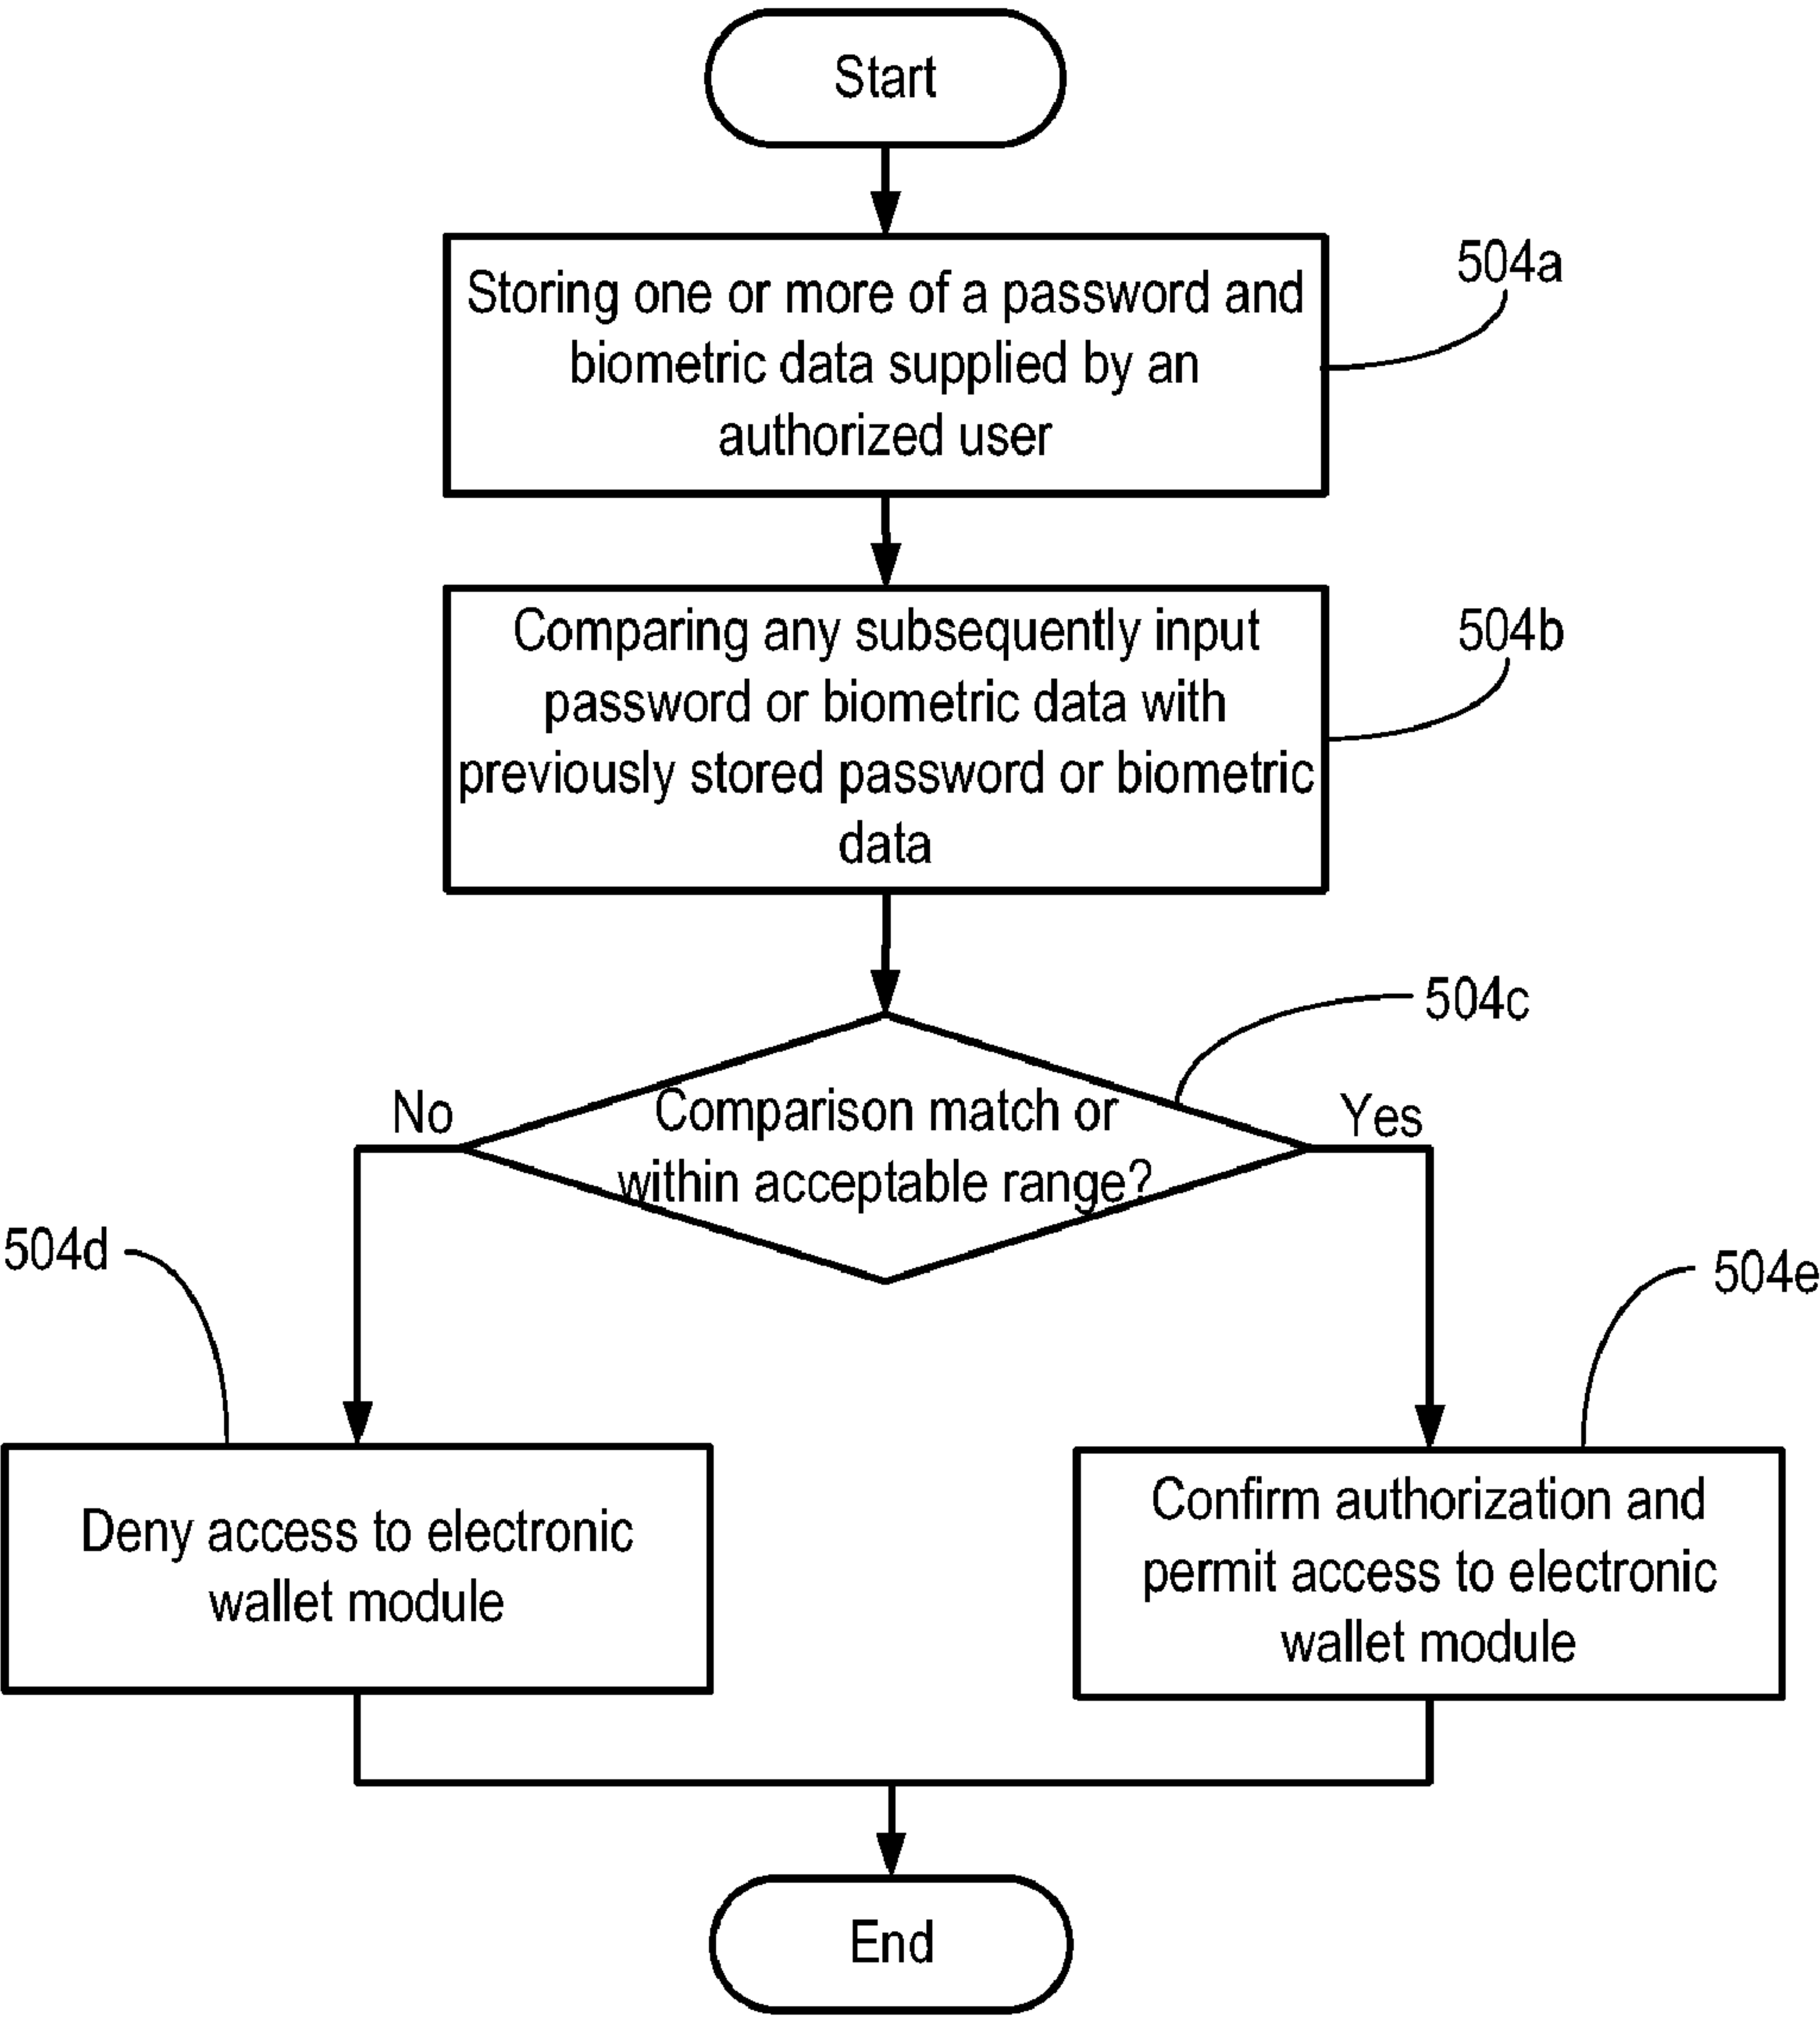 Start
504a
Storing one or more of a password and
biometric data supplied by an
authorized user
504b
Comparing any subsequently input
password or biometric data with
previously stored password or biometric
data
504c
No
Comparison match or
within acceptable range?
Yes
504d
504e
Deny access to electronic
wallet module
Confirm authorization and
permit access to electronic
wallet module
End